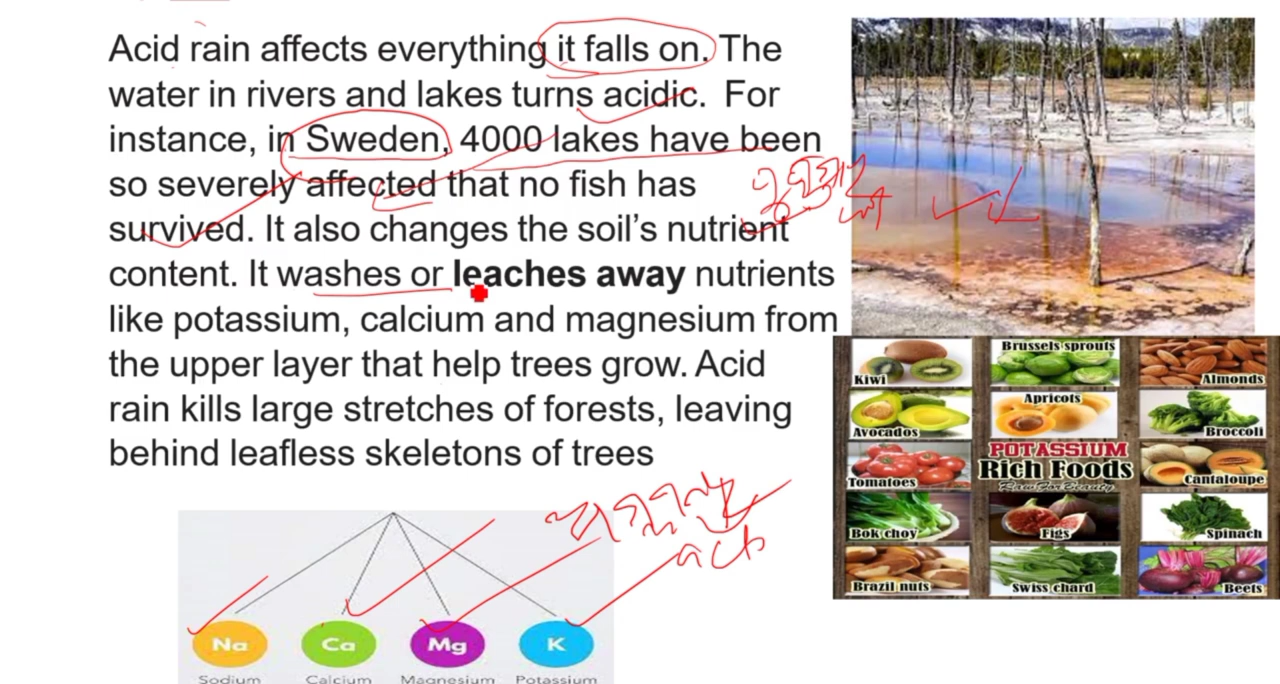 Acid rain affects everything it falls on. The
water in rivers and lakes turns acidic. For
instance, in Sweden, 4000 lakes have been
so severely affected that no fish has
survived. It also changes the soil's nutrient
content. It washes or leaches away nutrients
like potassium, calcium and magnesium from
the upper layer that help trees grow. Acid
rain kills large stretches of forests, leaving
behind leafless skeletons of trees
Kiwi
Brussels sprouts
Almonds
Avocados
Apricots
Broccoli
Tomatoes
POTASSIUM
Rich Foods
Raw For Beauty
Cantaloupe
Bok choy
Figs
Spinach
Brazil nuts
Swiss chard
Beets
Na
Ca
Mg
K
Sodium
Calcium
Magnesium
Potassium